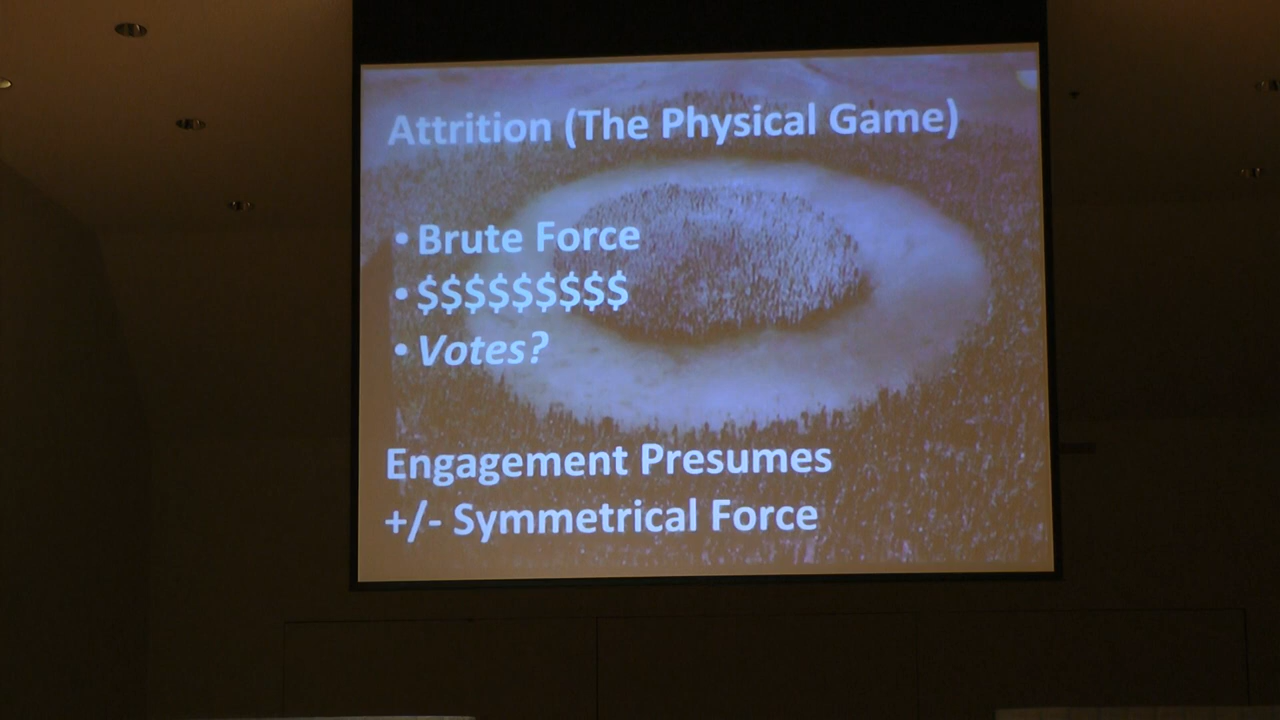 Attrition (The Physical Game)
• Brute Force
• $$$$$$$$$
• Votes?
Engagement Presumes
+/- Symmetrical Force